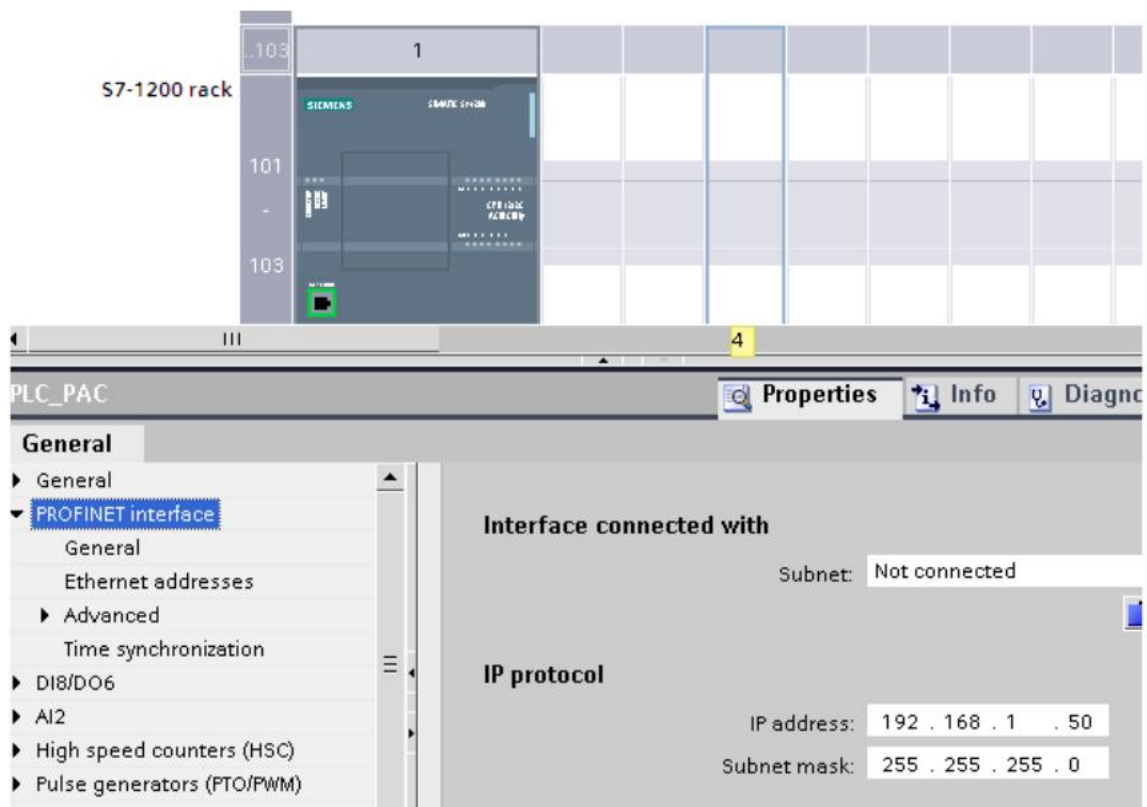 ..103
1
S7-1200 rack
SIEMENS
101
-
103
4
PLC_PAC
Properties
Info
Diagnc
General
General
PROFINET interface
General
Ethernet addresses
Advanced
Time synchronization
DI8/DO6
AI2
High speed counters (HSC)
Pulse generators (PTO/PWM)
Interface connected with
Subnet: Not connected
IP protocol
IP address: 192 . 168 . 1 . 50
Subnet mask: 255 . 255 . 255 . 0